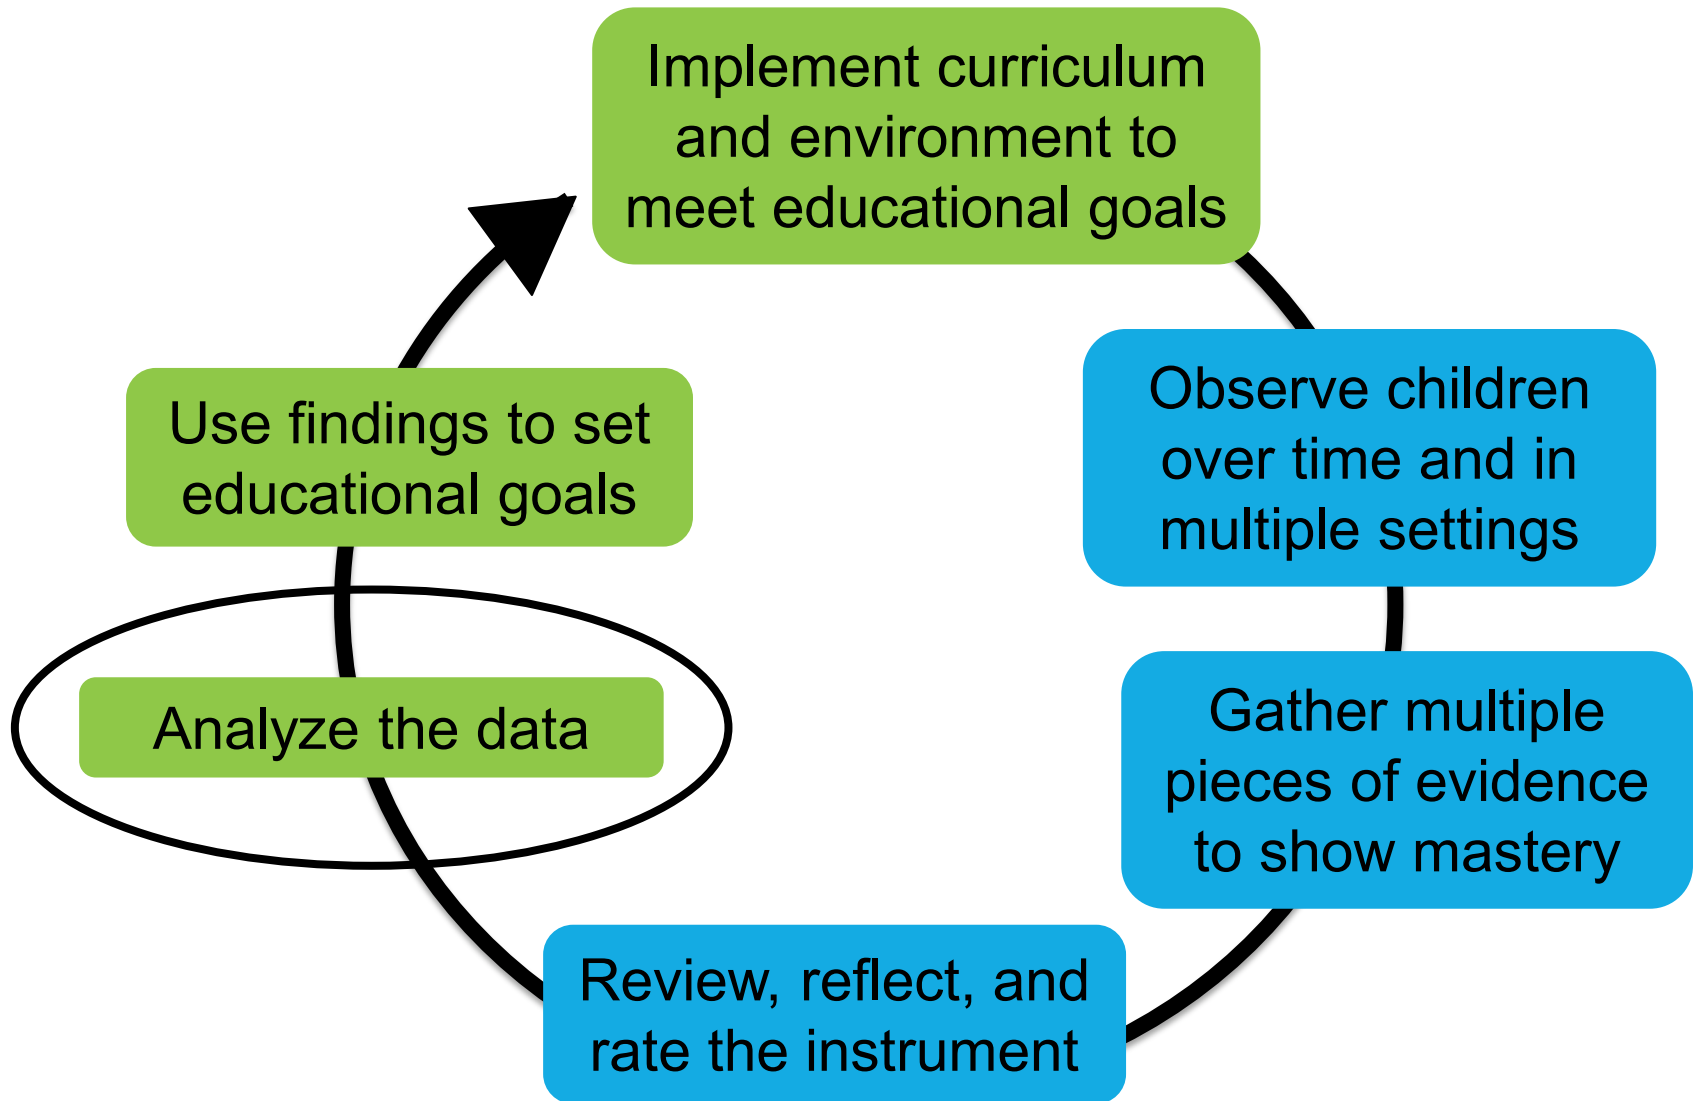 Implement curriculum
and environment to
meet educational goals
Observe children
over time and in
multiple settings
Gather multiple
pieces of evidence
to show mastery
Review, reflect, and
rate the instrument
Analyze the data
Use findings to set
educational goals